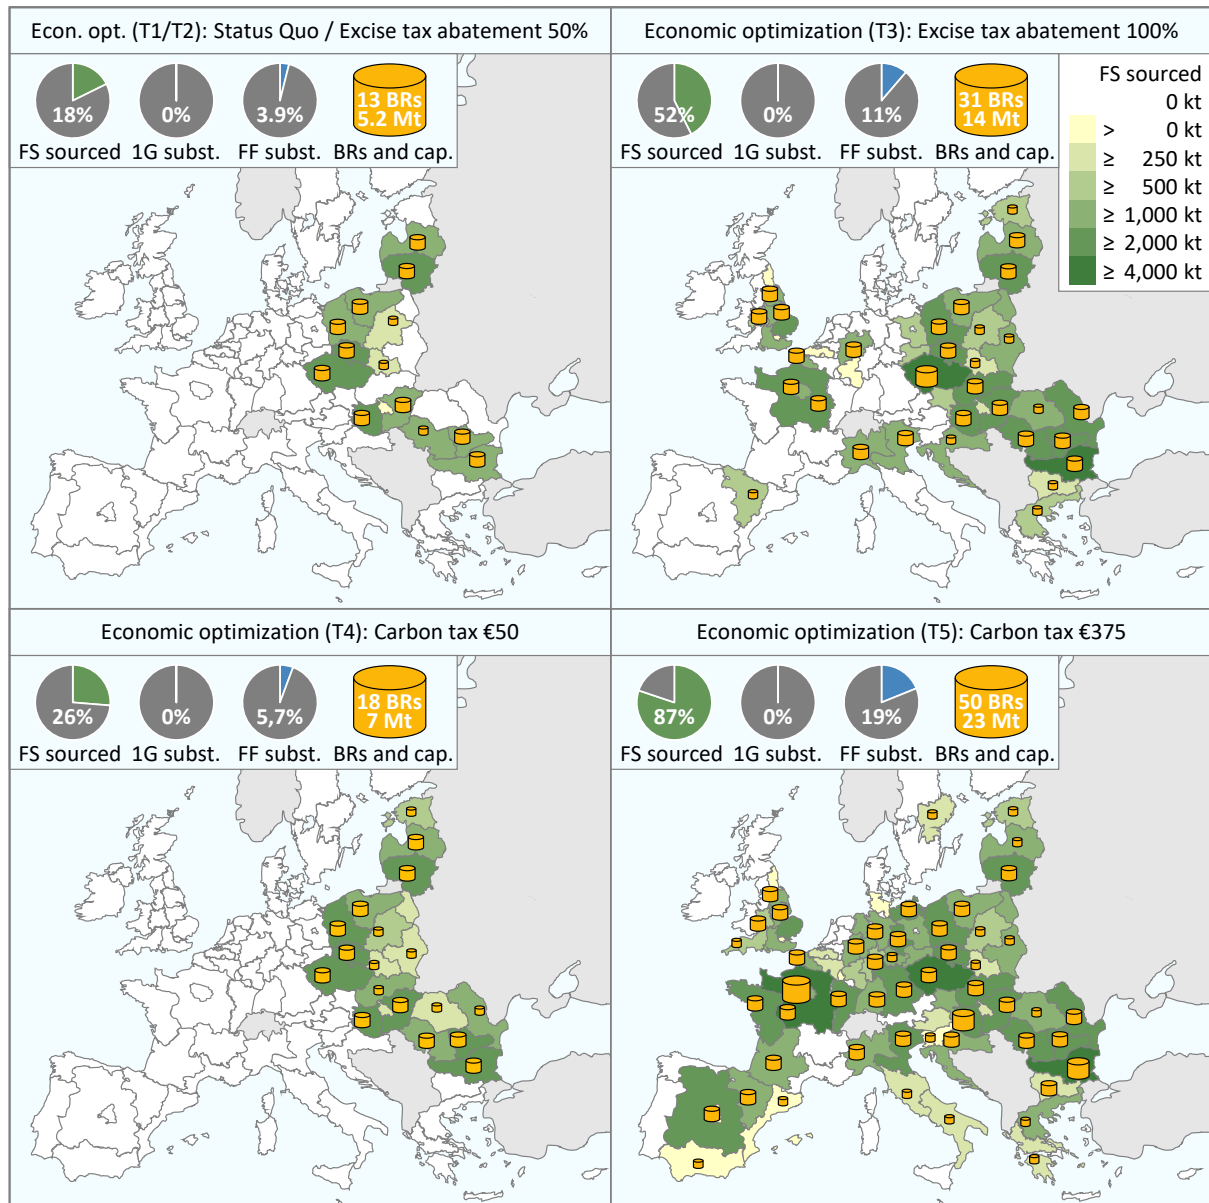 Econ. opt. (T1/T2): Status Quo / Excise tax abatement 50%
18%
0%
3.9%
13 BRs
5.2 Mt
FS sourced
1G subst.
FF subst.
BRs and cap.
Economic optimization (T3): Excise tax abatement 100%
52%
0%
11%
31 BRs
14 Mt
FS sourced
1G subst.
FF subst.
BRs and cap.
FS sourced
0 kt
> 0 kt
≥ 250 kt
≥ 500 kt
≥ 1,000 kt
≥ 2,000 kt
≥ 4,000 kt
Economic optimization (T4): Carbon tax €50
26%
0%
5,7%
18 BRs
7 Mt
FS sourced
1G subst.
FF subst.
BRs and cap.
Economic optimization (T5): Carbon tax €375
87%
0%
19%
50 BRs
23 Mt
FS sourced
1G subst.
FF subst.
BRs and cap.